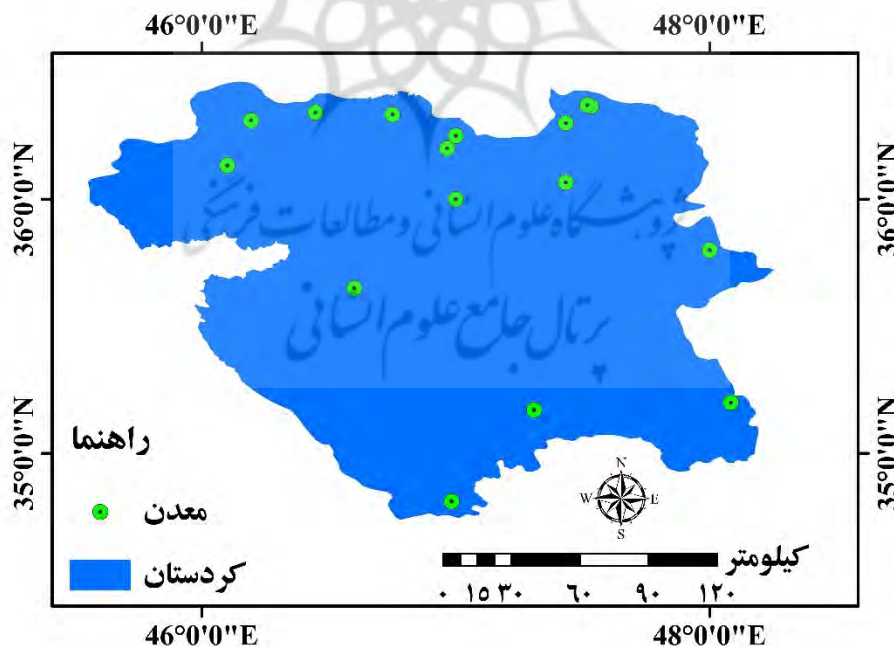 46°0'0"E 48°0'0"E
36°0'0"N 36°0'0"N
پژوهشگاه علوم انسانی و مطالعات فرهنگی
پرتال جامع علوم انسانی
35°0'0"N 35°0'0"N
راهنما
معدن
کردستان
N
W E
S
کیلومتر
۰ ۱۵ ۳۰ ۶۰ ۹۰ ۱۲۰
46°0'0"E 48°0'0"E